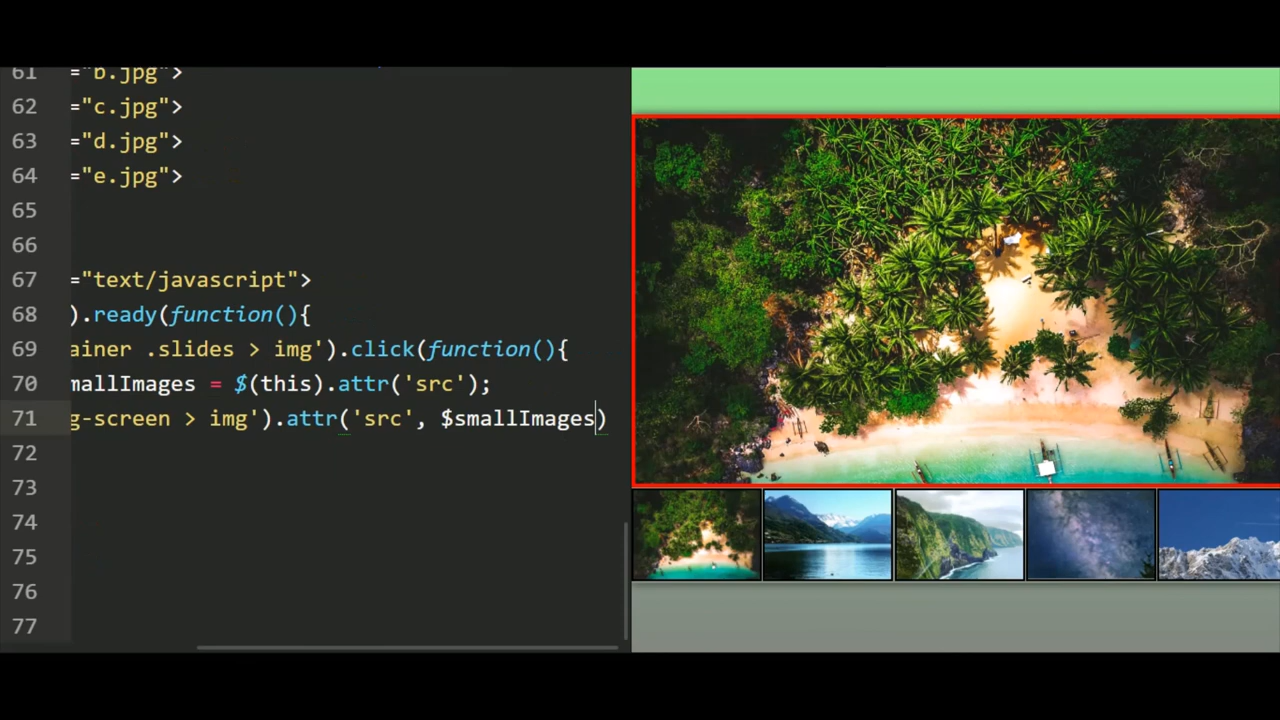 61 ="b.jpg">
62 ="c.jpg">
63 ="d.jpg">
64 ="e.jpg">
65
66
67 ="text/javascript">
68 ).ready(function(){
69 ainer .slides > img').click(function(){
70 mallImages = $(this).attr('src');
71 g-screen > img').attr('src', $smallImages)
72
73
74
75
76
77